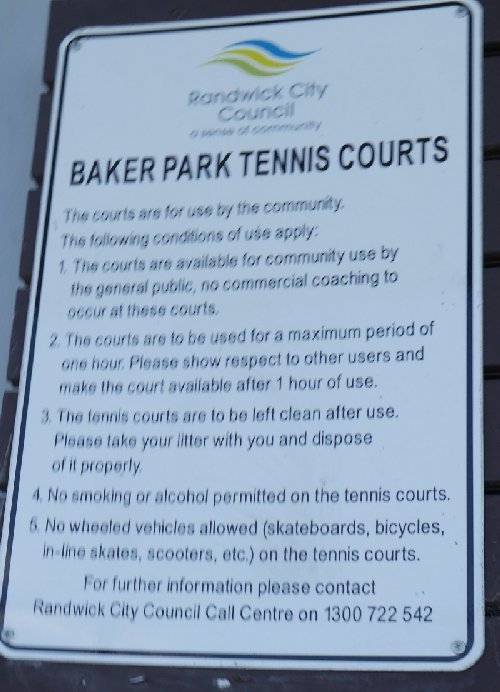 Randwick City
Council
a sense of community
BAKER PARK TENNIS COURTS
The courts are for use by the community.
The following conditions of use apply:
1. The courts are available for community use by
the general public, no commercial coaching to
occur at these courts.
2. The courts are to be used for a maximum period of
one hour. Please show respect to other users and
make the court available after 1 hour of use.
3. The tennis courts are to be left clean after use.
Please take your litter with you and dispose
of it properly.
4. No smoking or alcohol permitted on the tennis courts.
5. No wheeled vehicles allowed (skateboards, bicycles,
in-line skates, scooters, etc.) on the tennis courts.
For further information please contact
Randwick City Council Call Centre on 1300 722 542